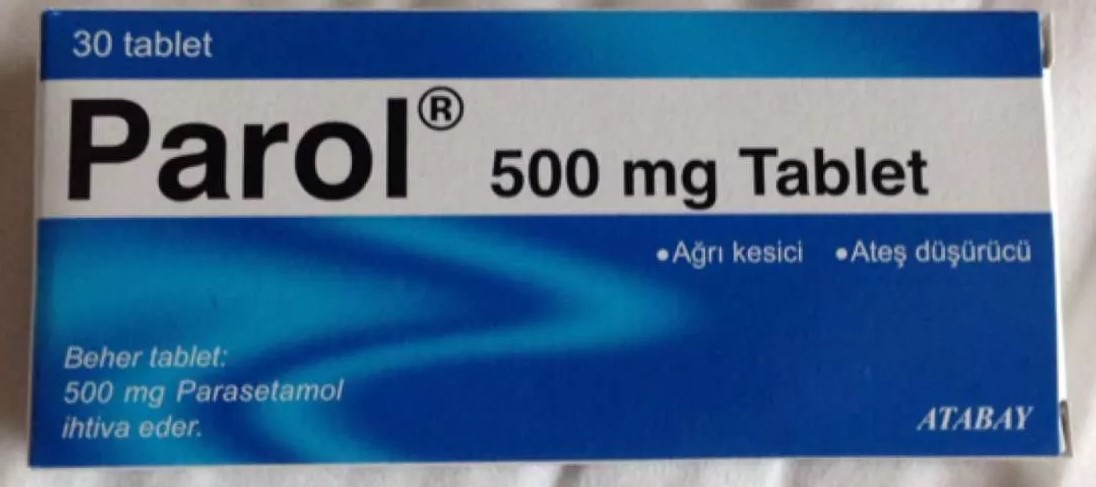 30 tablet
Parol® 500 mg Tablet
•Ağrı kesici •Ateş düşürücü
Beher tablet:
500 mg Parasetamol
ihtiva eder.
ATABAY